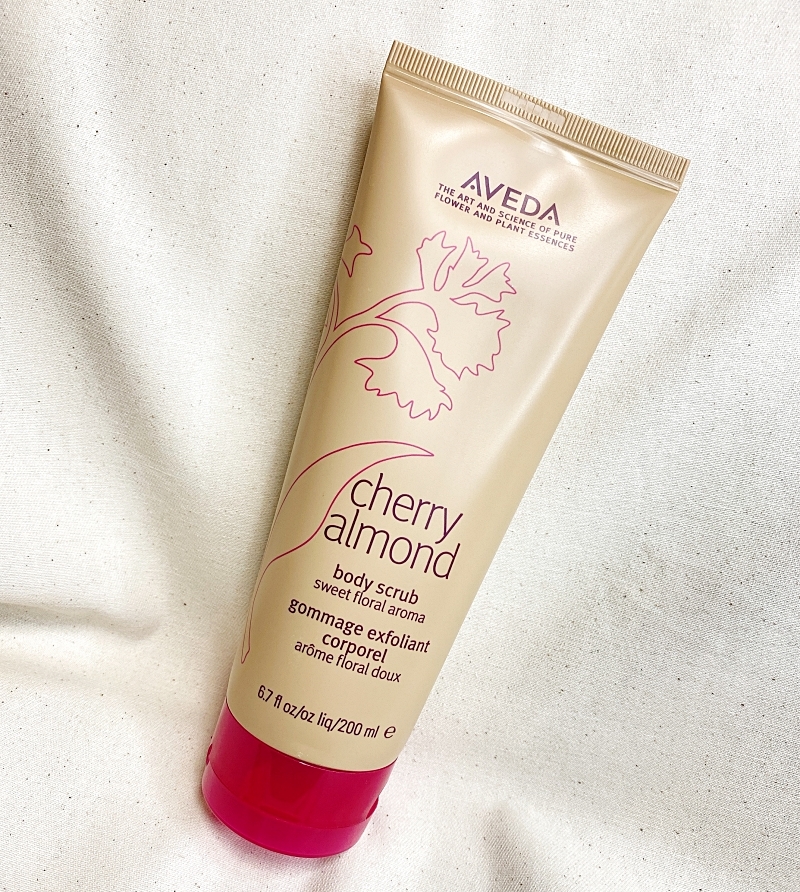 AVEDA
THE ART AND SCIENCE OF PURE
FLOWER AND PLANT ESSENCES
cherry
almond
body scrub
sweet floral aroma
gommage exfoliant
corporel
arôme floral doux
6.7 fl oz/oz liq/200 ml ℮